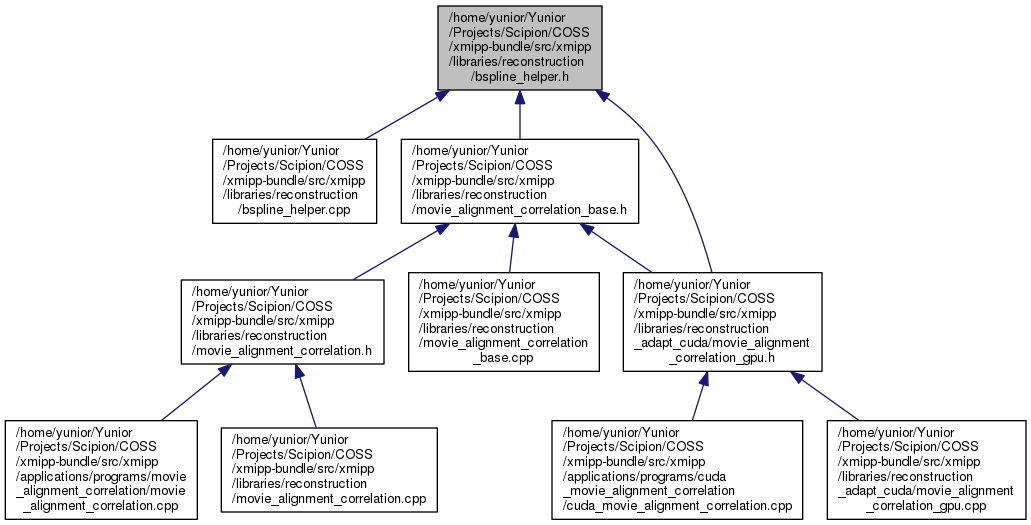 /home/yunior/Yunior
/Projects/Scipion/COSS
/xmipp-bundle/src/xmipp
/libraries/reconstruction
/bspline_helper.h
/home/yunior/Yunior
/Projects/Scipion/COSS
/xmipp-bundle/src/xmipp
/libraries/reconstruction
/bspline_helper.cpp
/home/yunior/Yunior
/Projects/Scipion/COSS
/xmipp-bundle/src/xmipp
/libraries/reconstruction
/movie_alignment_correlation_base.h
/home/yunior/Yunior
/Projects/Scipion/COSS
/xmipp-bundle/src/xmipp
/libraries/reconstruction
/movie_alignment_correlation.h
/home/yunior/Yunior
/Projects/Scipion/COSS
/xmipp-bundle/src/xmipp
/libraries/reconstruction
/movie_alignment_correlation
_base.cpp
/home/yunior/Yunior
/Projects/Scipion/COSS
/xmipp-bundle/src/xmipp
/libraries/reconstruction
_adapt_cuda/movie_alignment
_correlation_gpu.h
/home/yunior/Yunior
/Projects/Scipion/COSS
/xmipp-bundle/src/xmipp
/applications/programs/movie
_alignment_correlation/movie
_alignment_correlation.cpp
/home/yunior/Yunior
/Projects/Scipion/COSS
/xmipp-bundle/src/xmipp
/libraries/reconstruction
/movie_alignment_correlation.cpp
/home/yunior/Yunior
/Projects/Scipion/COSS
/xmipp-bundle/src/xmipp
/applications/programs/cuda
_movie_alignment_correlation
/cuda_movie_alignment_correlation.cpp
/home/yunior/Yunior
/Projects/Scipion/COSS
/xmipp-bundle/src/xmipp
/libraries/reconstruction
_adapt_cuda/movie_alignment
_correlation_gpu.cpp